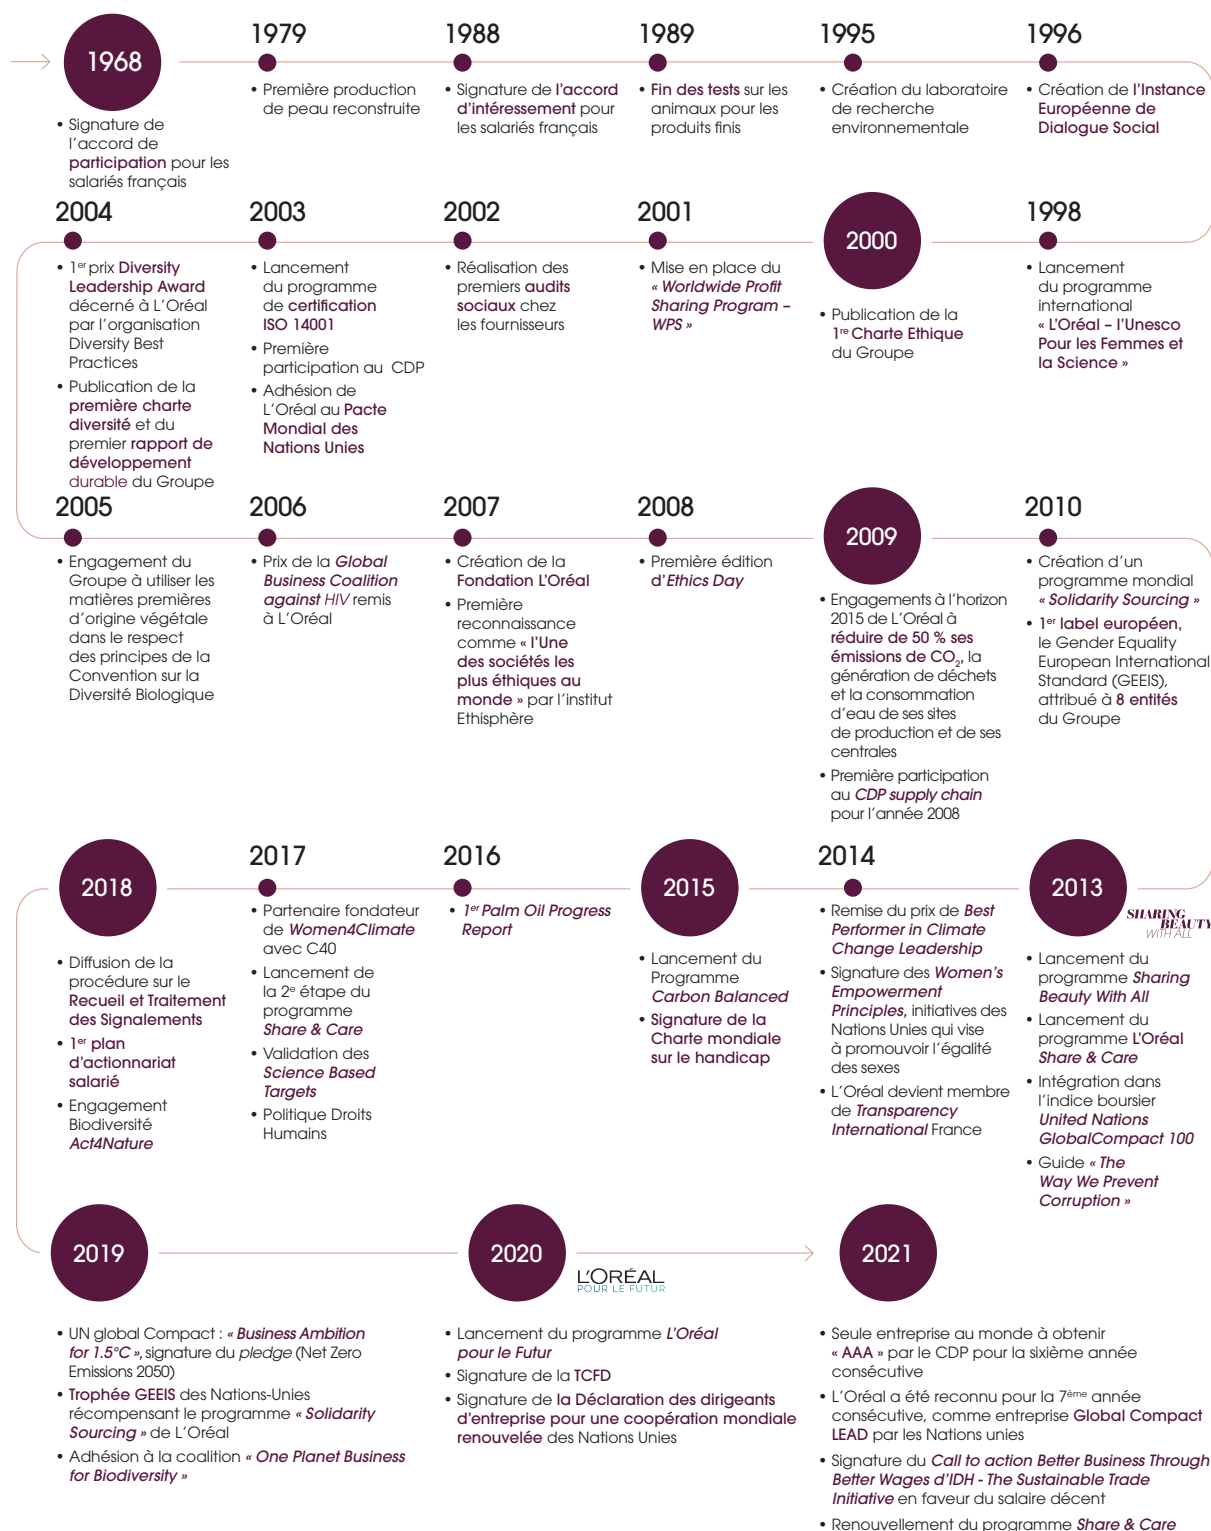 1968
• Signature de
l'accord de
participation pour les
salariés français
1979
• Première production
de peau reconstruite
1988
• Signature de l'accord
d'intéressement pour
les salariés français
1989
• Fin des tests sur les
animaux pour les
produits finis
1995
• Création du laboratoire
de recherche
environnementale
1996
• Création de l'Instance
Européenne de
Dialogue Social
2004
• 1er prix Diversity
Leadership Award
décerné à L'Oréal
par l'organisation
Diversity Best
Practices
• Publication de la
première charte
diversité et du
premier rapport de
développement
durable du Groupe
2003
• Lancement
du programme
de certification
ISO 14001
• Première
participation au CDP
• Adhésion de
L'Oréal au Pacte
Mondial des
Nations Unies
2002
• Réalisation des
premiers audits
sociaux chez
les fournisseurs
2001
• Mise en place du
« Worldwide Profit
Sharing Program –
WPS »
2000
• Publication de la
1re Charte Ethique
du Groupe
1998
• Lancement
du programme
international
« L'Oréal – l'Unesco
Pour les Femmes et
la Science »
2005
• Engagement du
Groupe à utiliser les
matières premières
d'origine végétale
dans le respect
des principes de la
Convention sur la
Diversité Biologique
2006
• Prix de la Global
Business Coalition
against HIV remis
à L'Oréal
2007
• Création de la
Fondation L'Oréal
• Première
reconnaissance
comme « l'Une
des sociétés les
plus éthiques au
monde » par l'institut
Ethisphère
2008
• Première édition
d'Ethics Day
2009
• Engagements à l'horizon
2015 de L'Oréal à
réduire de 50 % ses
émissions de CO2, la
génération de déchets
et la consommation
d'eau de ses sites
de production et de ses
centrales
• Première participation
au CDP supply chain
pour l'année 2008
2010
• Création d'un
programme mondial
« Solidarity Sourcing »
• 1er label européen,
le Gender Equality
European International
Standard (GEEIS),
attribué à 8 entités
du Groupe
2018
• Diffusion de la
procédure sur le
Recueil et Traitement
des Signalements
• 1er plan
d'actionnariat
salarié
• Engagement
Biodiversité
Act4Nature
2017
• Partenaire fondateur
de Women4Climate
avec C40
• Lancement de
la 2e étape du
programme
Share & Care
• Validation des
Science Based
Targets
• Politique Droits
Humains
2016
• 1er Palm Oil Progress
Report
2015
• Lancement du
Programme
Carbon Balanced
• Signature de la
Charte mondiale
sur le handicap
2014
• Remise du prix de Best
Performer in Climate
Change Leadership
• Signature des Women's
Empowerment
Principles, initiatives des
Nations Unies qui vise
à promouvoir l'égalité
des sexes
• L'Oréal devient membre
de Transparency
International France
2013
SHARING
BEAUTY
WITH ALL
• Lancement du
programme Sharing
Beauty With All
• Lancement du
programme L'Oréal
Share & Care
• Intégration dans
l'indice boursier
United Nations
GlobalCompact 100
• Guide « The
Way We Prevent
Corruption »
2019
• UN global Compact : « Business Ambition
for 1.5°C », signature du pledge (Net Zero
Emissions 2050)
• Trophée GEEIS des Nations-Unies
récompensant le programme « Solidarity
Sourcing » de L'Oréal
• Adhésion à la coalition « One Planet Business
for Biodiversity »
2020
L'ORÉAL
POUR LE FUTUR
• Lancement du programme L'Oréal
pour le Futur
• Signature de la TCFD
• Signature de la Déclaration des dirigeants
d'entreprise pour une coopération mondiale
renouvelée des Nations Unies
2021
• Seule entreprise au monde à obtenir
« AAA » par le CDP pour la sixième année
consécutive
• L'Oréal a été reconnu pour la 7ème année
consécutive, comme entreprise Global Compact
LEAD par les Nations unies
• Signature du Call to action Better Business Through
Better Wages d'IDH - The Sustainable Trade
Initiative en faveur du salaire décent
• Renouvellement du programme Share & Care